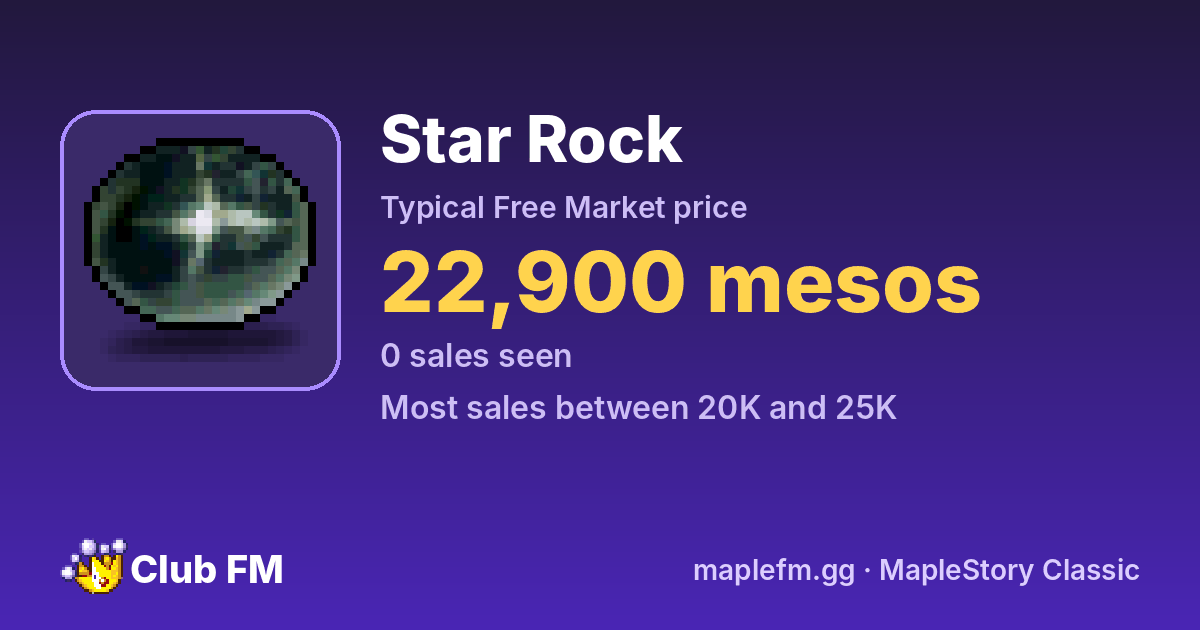 Star Rock
Typical Free Market price
22,900 mesos
0 sales seen
Most sales between 20K and 25K
Club FM
maplefm.gg · MapleStory Classic